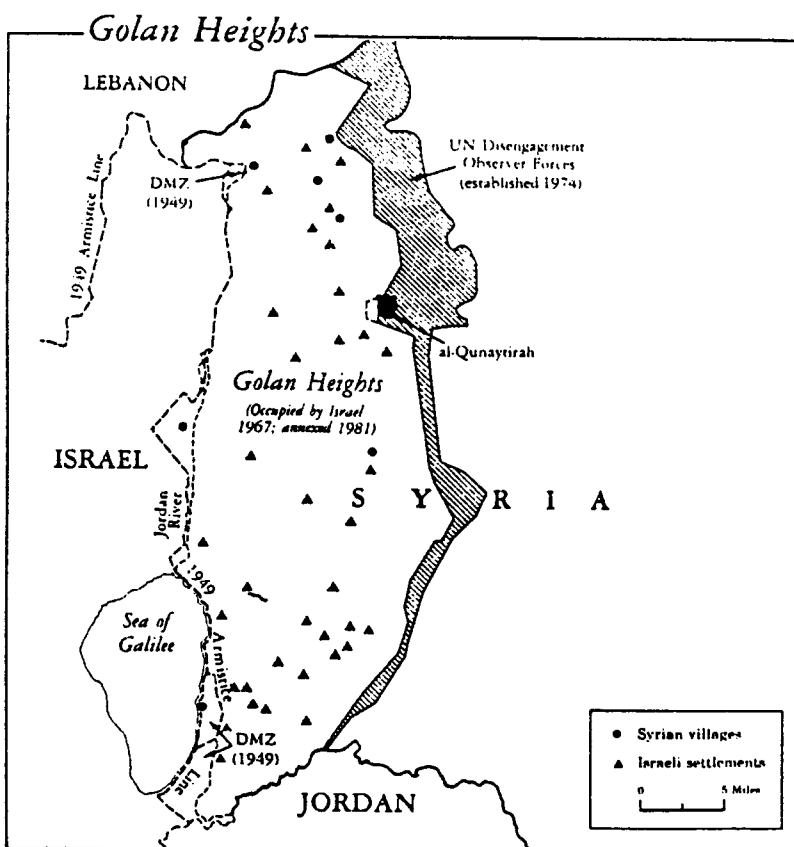 Golan Heights
LEBANON
UN Disengagement
Observer Forces
(established 1974)
DMZ
(1949)
1949 Armistice Line
al-Qunaytirah
Golan Heights
(Occupied by Israel
1967; annexed 1981)
ISRAEL
SYRIA
Jordan
River
1949
Armistice
Line
Sea of
Galilee
DMZ
(1949)
JORDAN
Syrian villages
Israeli settlements
0 5 Miles